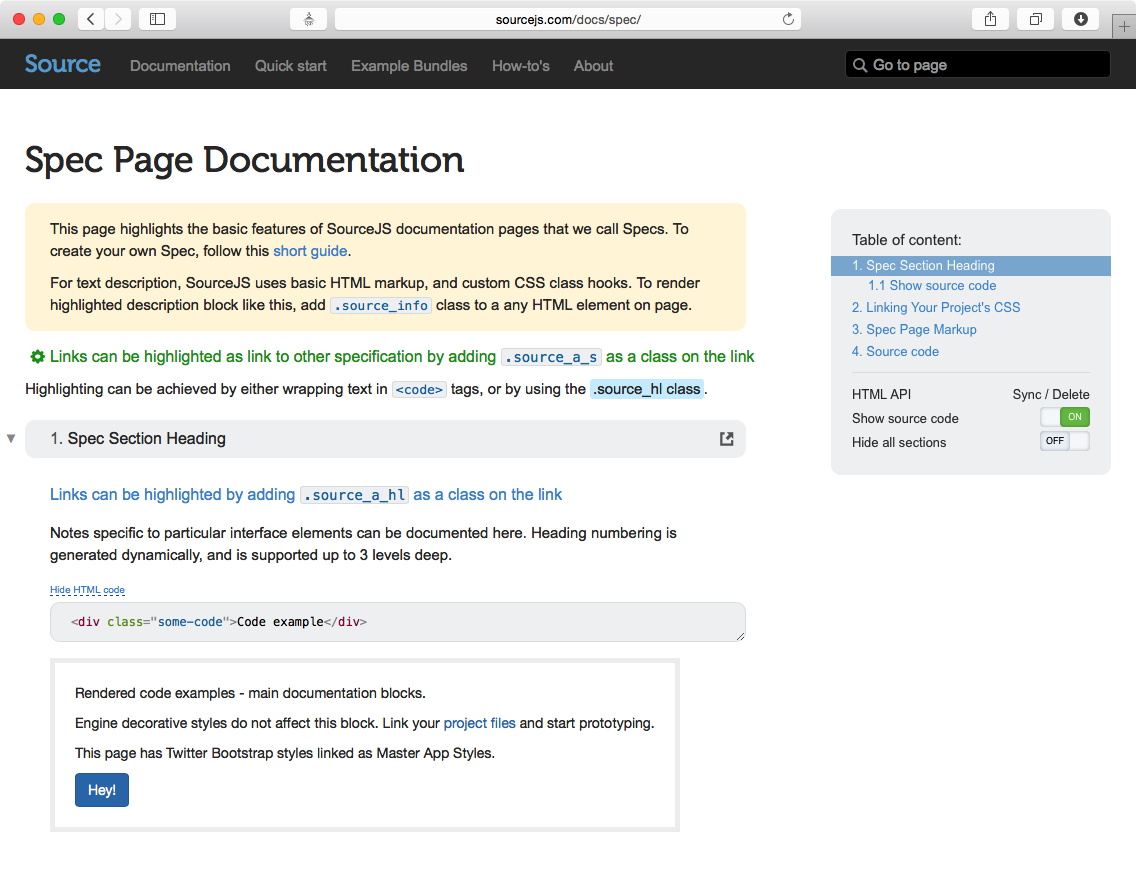 sourcejs.com/docs/spec/
Source Documentation Quick start Example Bundles How-to's About Go to page
Spec Page Documentation
This page highlights the basic features of SourceJS documentation pages that we call Specs. To
create your own Spec, follow this short guide.
For text description, SourceJS uses basic HTML markup, and custom CSS class hooks. To render
highlighted description block like this, add .source_info class to a any HTML element on page.
Links can be highlighted as link to other specification by adding .source_a_s as a class on the link
Highlighting can be achieved by either wrapping text in <code> tags, or by using the .source_hl class.
1. Spec Section Heading
Links can be highlighted by adding .source_a_hl as a class on the link
Notes specific to particular interface elements can be documented here. Heading numbering is
generated dynamically, and is supported up to 3 levels deep.
Hide HTML code
<div class="some-code">Code example</div>
Rendered code examples - main documentation blocks.
Engine decorative styles do not affect this block. Link your project files and start prototyping.
This page has Twitter Bootstrap styles linked as Master App Styles.
Hey!
Table of content:
1. Spec Section Heading
1.1 Show source code
2. Linking Your Project's CSS
3. Spec Page Markup
4. Source code
HTML API Sync / Delete
Show source code ON
Hide all sections OFF